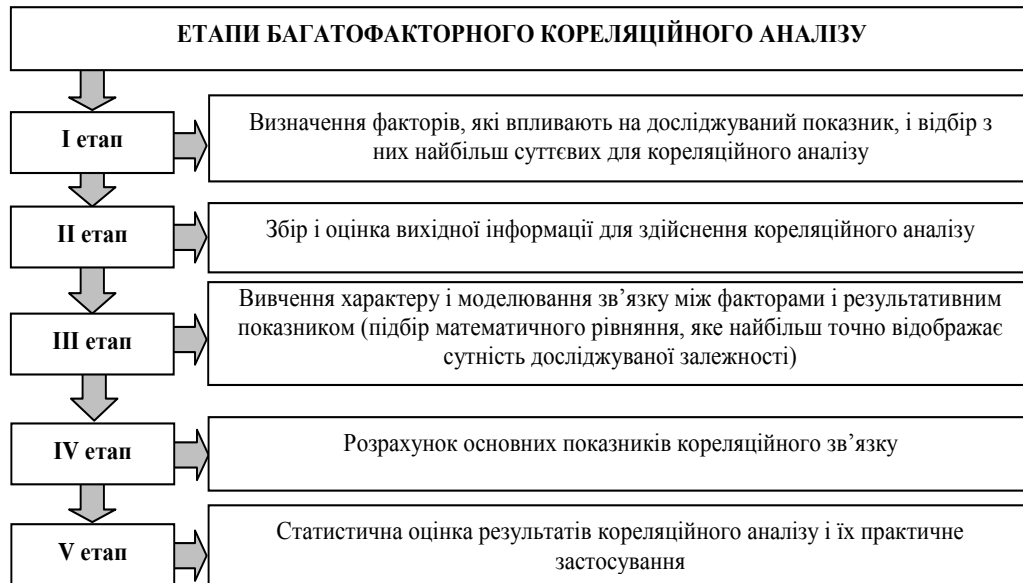 ЕТАПИ БАГАТОФАКТОРНОГО КОРЕЛЯЦІЙНОГО АНАЛІЗУ
І етап
Визначення факторів, які впливають на досліджуваний показник, і відбір з
них найбільш суттєвих для кореляційного аналізу
ІІ етап
Збір і оцінка вихідної інформації для здійснення кореляційного аналізу
ІІІ етап
Вивчення характеру і моделювання зв’язку між факторами і результативним
показником (підбір математичного рівняння, яке найбільш точно відображає
сутність досліджуваної залежності)
IV етап
Розрахунок основних показників кореляційного зв’язку
V етап
Статистична оцінка результатів кореляційного аналізу і їх практичне
застосування